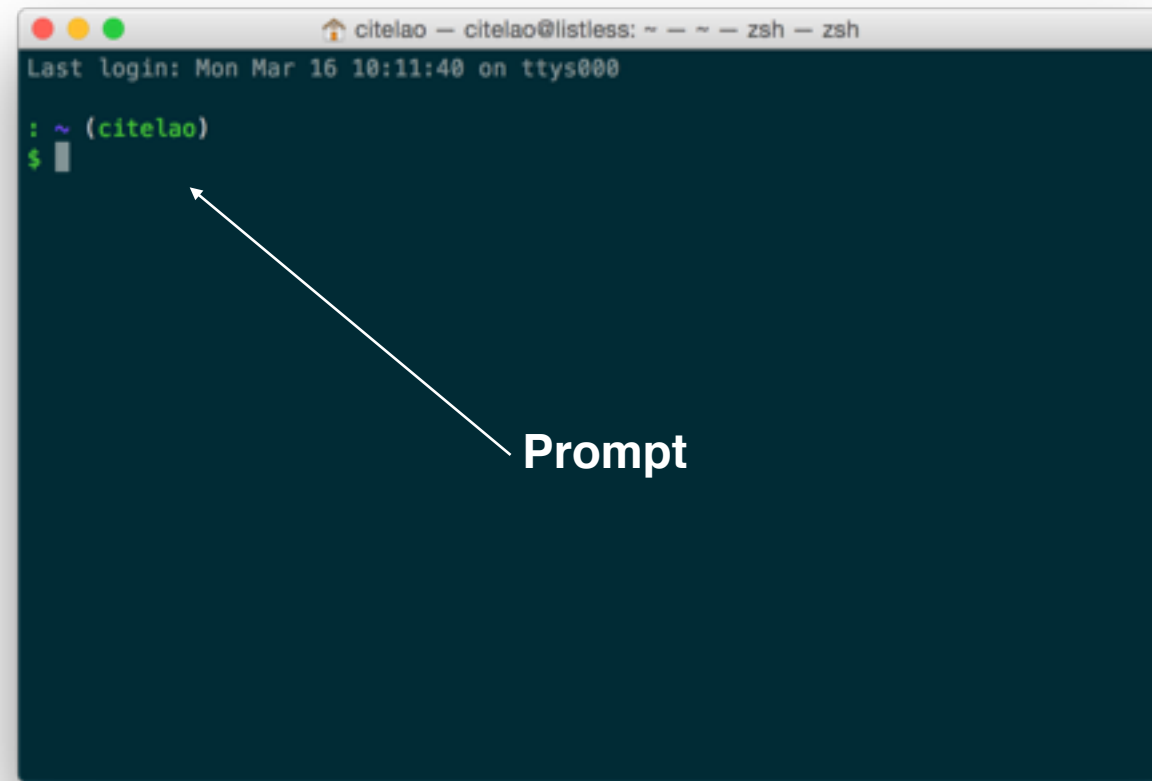 citelao — citelao@listless: ~ — ~ — zsh — zsh
Last login: Mon Mar 16 10:11:40 on ttys000
: ~ (citelao)
$
Prompt